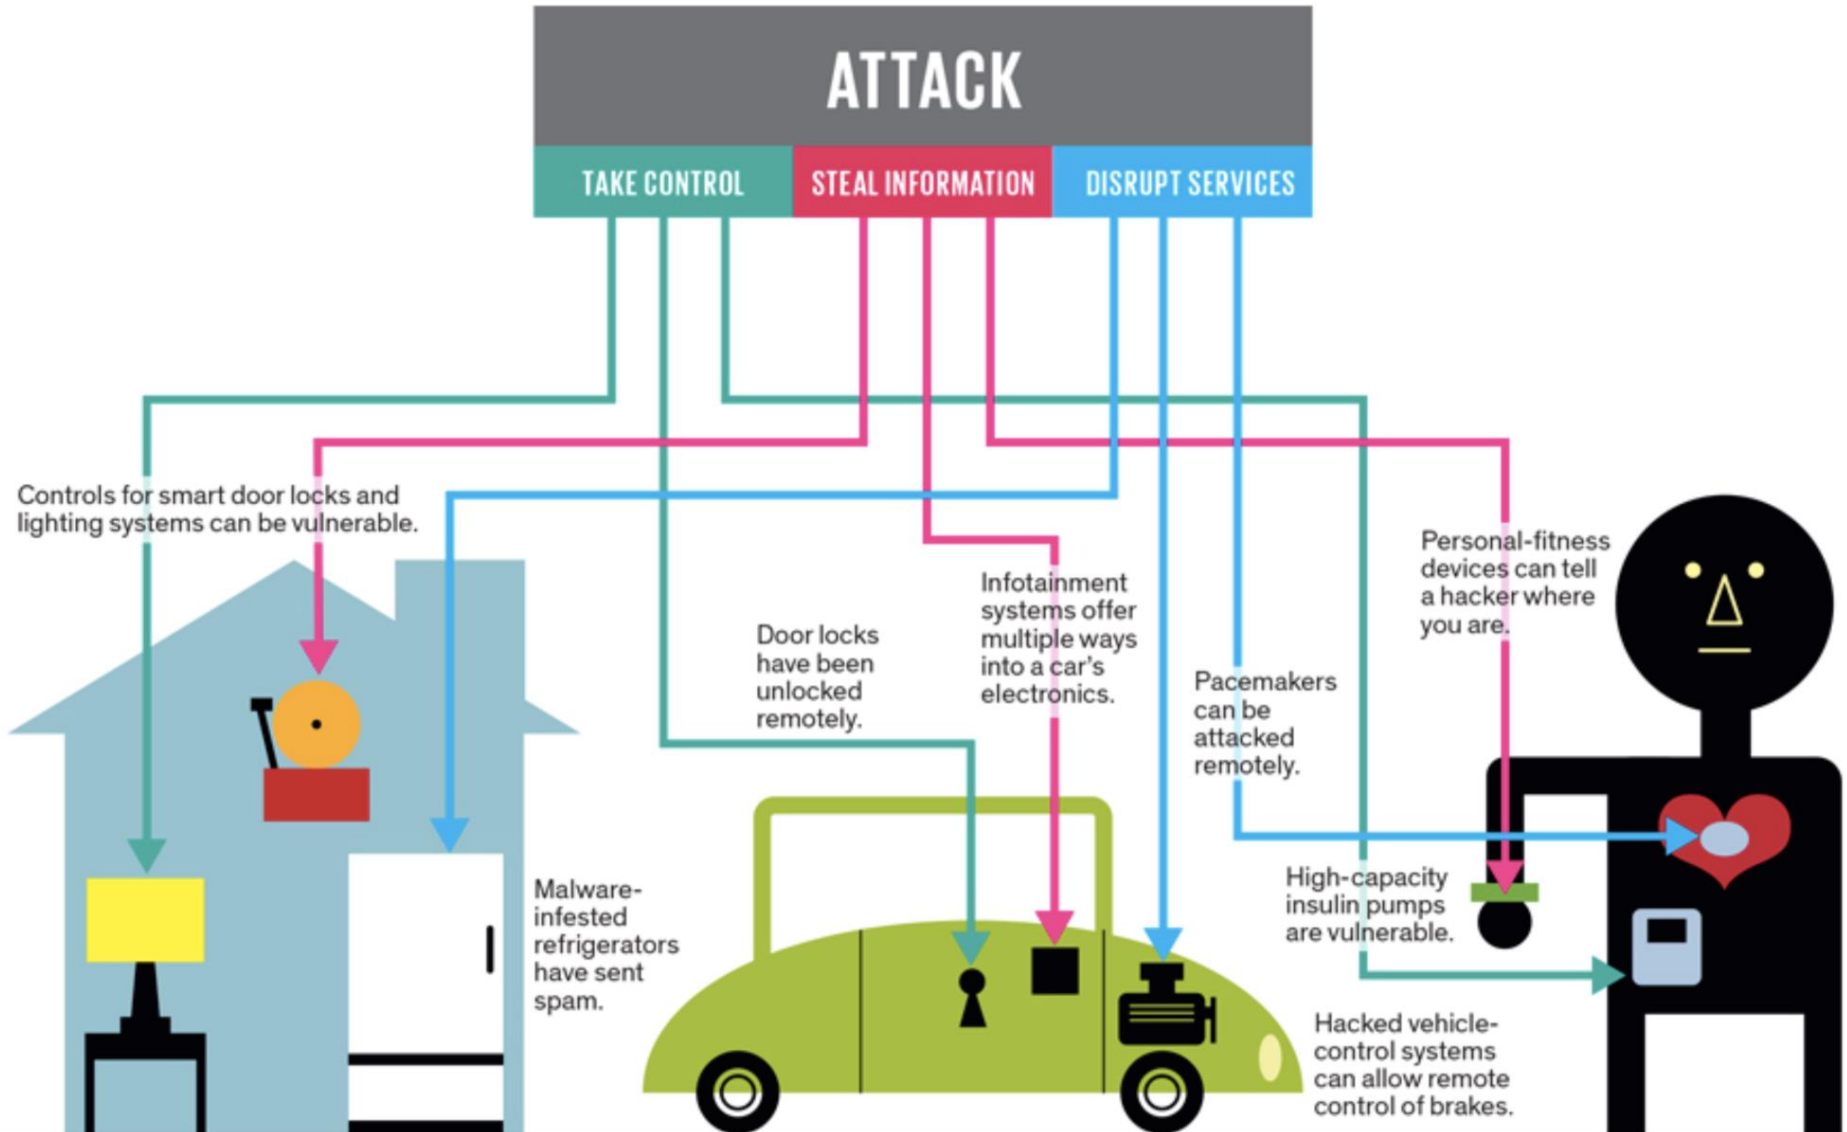 ATTACK
TAKE CONTROL
STEAL INFORMATION
DISRUPT SERVICES
Controls for smart door locks and
lighting systems can be vulnerable.
Malware-
infested
refrigerators
have sent
spam.
Door locks
have been
unlocked
remotely.
Infotainment
systems offer
multiple ways
into a car's
electronics.
Pacemakers
can be
attacked
remotely.
Personal-fitness
devices can tell
a hacker where
you are.
High-capacity
insulin pumps
are vulnerable.
Hacked vehicle-
control systems
can allow remote
control of brakes.